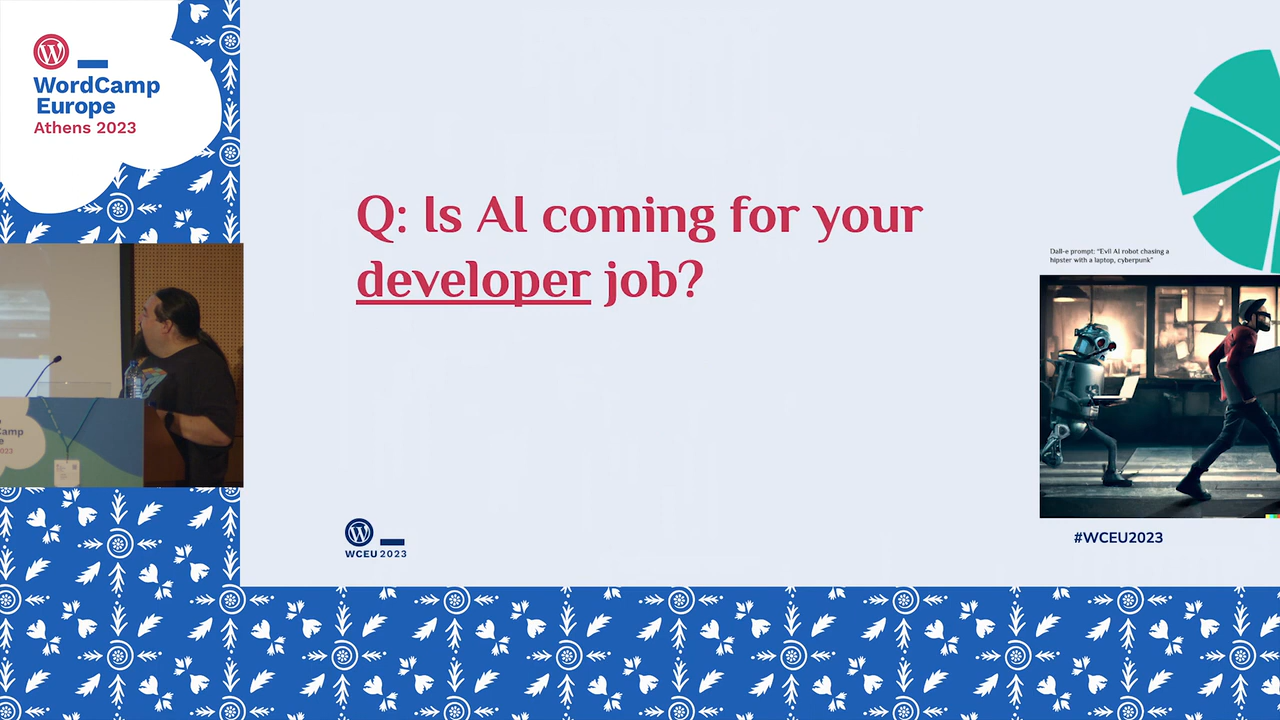 WordCamp
Europe
Athens 2023
Q: Is AI coming for your
developer job?
Dall-e prompt: "Evil AI robot chasing a
hipster with a laptop, cyberpunk"
WCEU 2023
#WCEU2023